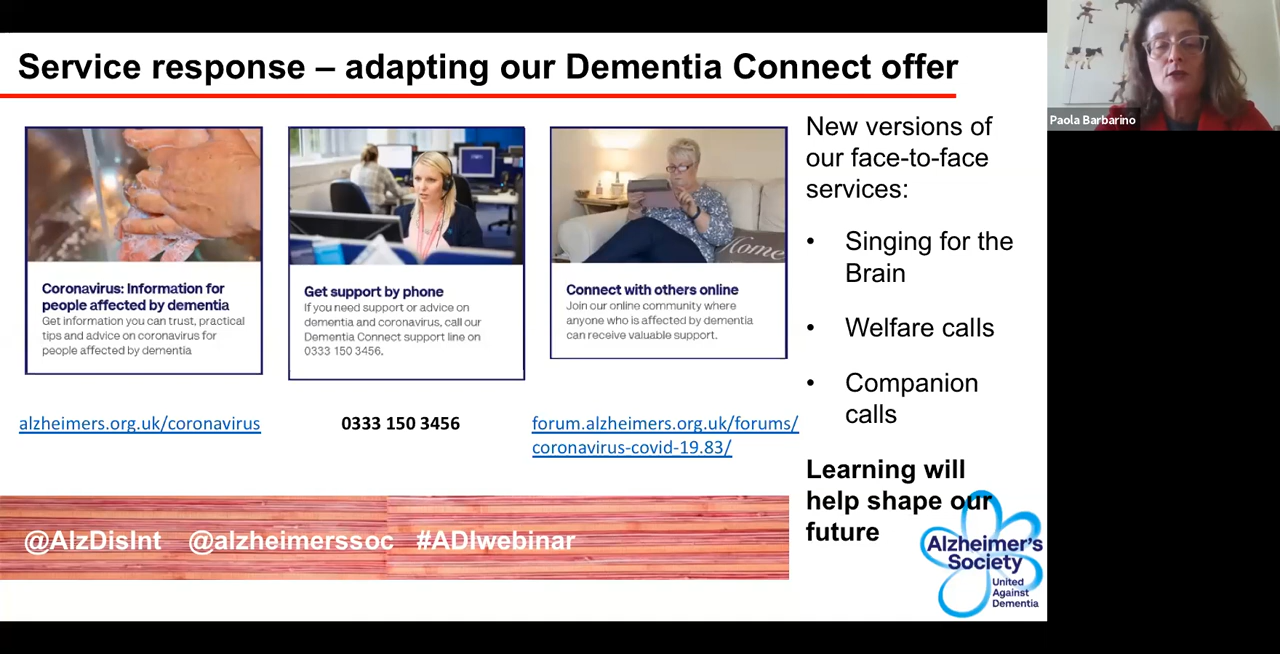 Service response – adapting our Dementia Connect offer
Paola Barbarino
Coronavirus: Information for
people affected by dementia
Get information you can trust, practical
tips and advice on coronavirus for
people affected by dementia
alzheimers.org.uk/coronavirus
Get support by phone
If you need support or advice on
dementia and coronavirus, call our
Dementia Connect support line on
0333 150 3456.
0333 150 3456
Home
Connect with others online
Join our online community where
anyone who is affected by dementia
can receive valuable support.
forum.alzheimers.org.uk/forums/
coronavirus-covid-19.83/
New versions of
our face-to-face
services:
• Singing for the
Brain
• Welfare calls
• Companion
calls
Learning will
help shape our
future
@AlzDisInt @alzheimerssoc #ADIwebinar
Alzheimer's
Society
United
Against
Dementia